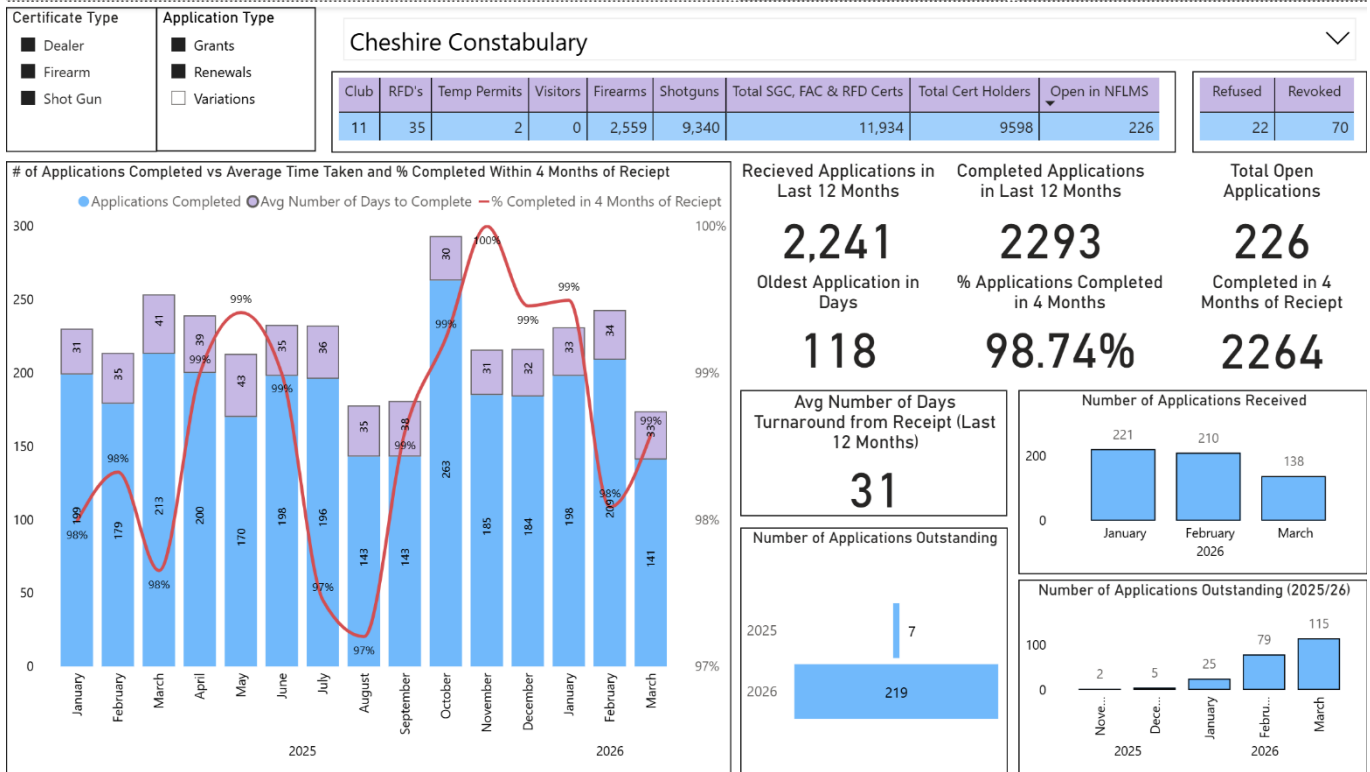 Certificate Type
Dealer
Firearm
Shot Gun
Application Type
Grants
Renewals
Variations
Cheshire Constabulary
Club RFD's Temp Permits Visitors Firearms Shotguns Total SGC, FAC & RFD Certs Total Cert Holders Open in NFLMS
11 35 2 0 2,559 9,340 11,934 9598 226
Refused Revoked
22 70
# of Applications Completed vs Average Time Taken and % Completed Within 4 Months of Reciept
Applications Completed Avg Number of Days to Complete % Completed in 4 Months of Reciept
300
250
200
150
100
50
0
100%
99%
98%
97%
31 35 41 39 43 35 36 35 38 30 31 32 33 34 33
199 179 213 200 170 198 196 143 143 263 185 184 198 209 141
98% 98% 98% 99% 99% 99% 97% 97% 99% 99% 100% 99% 99% 98% 99%
January February March April May June July August September October November December January February March
2025 2026
Recieved Applications in
Last 12 Months
2,241
Completed Applications
in Last 12 Months
2293
Total Open
Applications
226
Oldest Application in
Days
118
% Applications Completed
in 4 Months
98.74%
Completed in 4
Months of Reciept
2264
Avg Number of Days
Turnaround from Receipt (Last
12 Months)
31
Number of Applications Outstanding
2025 7
2026 219
Number of Applications Received
221 210 138
200
0
January February March
2026
Number of Applications Outstanding (2025/26)
2 5 25 79 115
100
0
Nove... Dece... January Febru... March
2025 2026